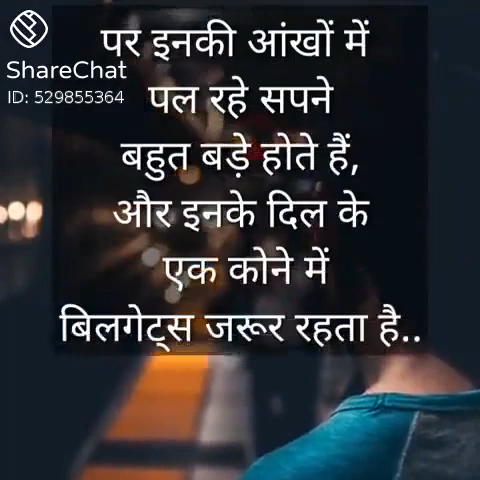 पर इनकी आंखों में
ShareChat
ID: 529855364
पल रहे सपने
बहुत बड़े होते हैं,
और इनके दिल के
एक कोने में
बिलगेट्स जरूर रहता है..